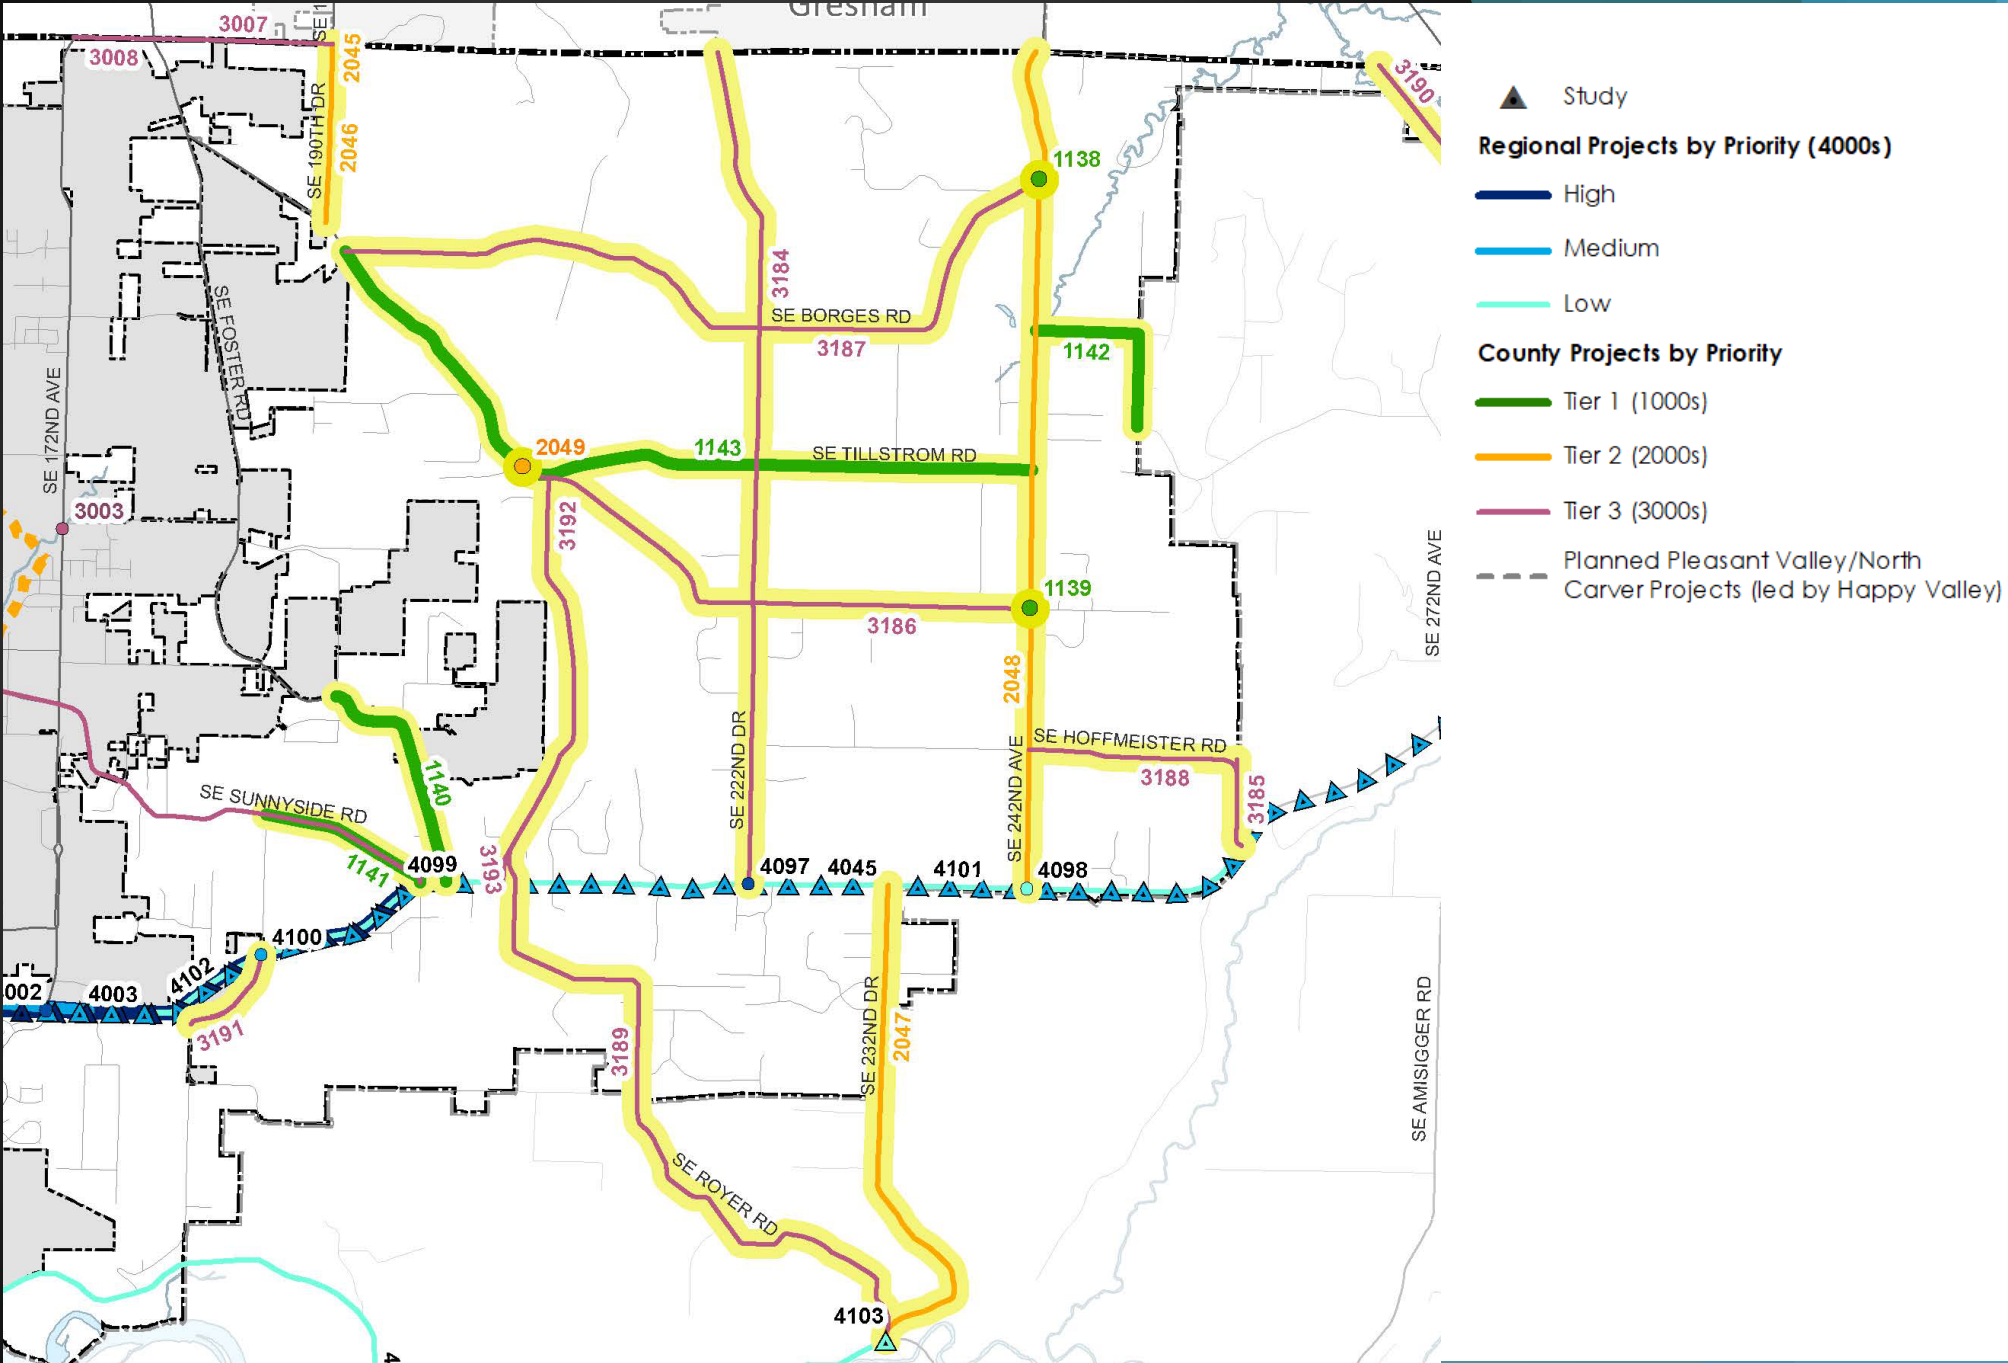 Gresham
3007
3008
SE 1
2045
2046
SE 190TH DR
3190
1138
3184
SE BORGES RD
3187
1142
SE FOSTER RD
SE 172ND AVE
2049
1143
SE TILLSTROM RD
3003
3192
1139
3186
SE 272ND AVE
2048
SE 222ND DR
SE 242ND AVE
SE HOFFMEISTER RD
3188
3185
1140
SE SUNNYSIDE RD
1141
4099
3193
4097
4045
4101
4098
4100
4102
002
4003
3191
3189
SE 232ND DR
2047
SE AMISIGGER RD
SE ROYER RD
4103
4
Study
Regional Projects by Priority (4000s)
High
Medium
Low
County Projects by Priority
Tier 1 (1000s)
Tier 2 (2000s)
Tier 3 (3000s)
Planned Pleasant Valley/North
Carver Projects (led by Happy Valley)